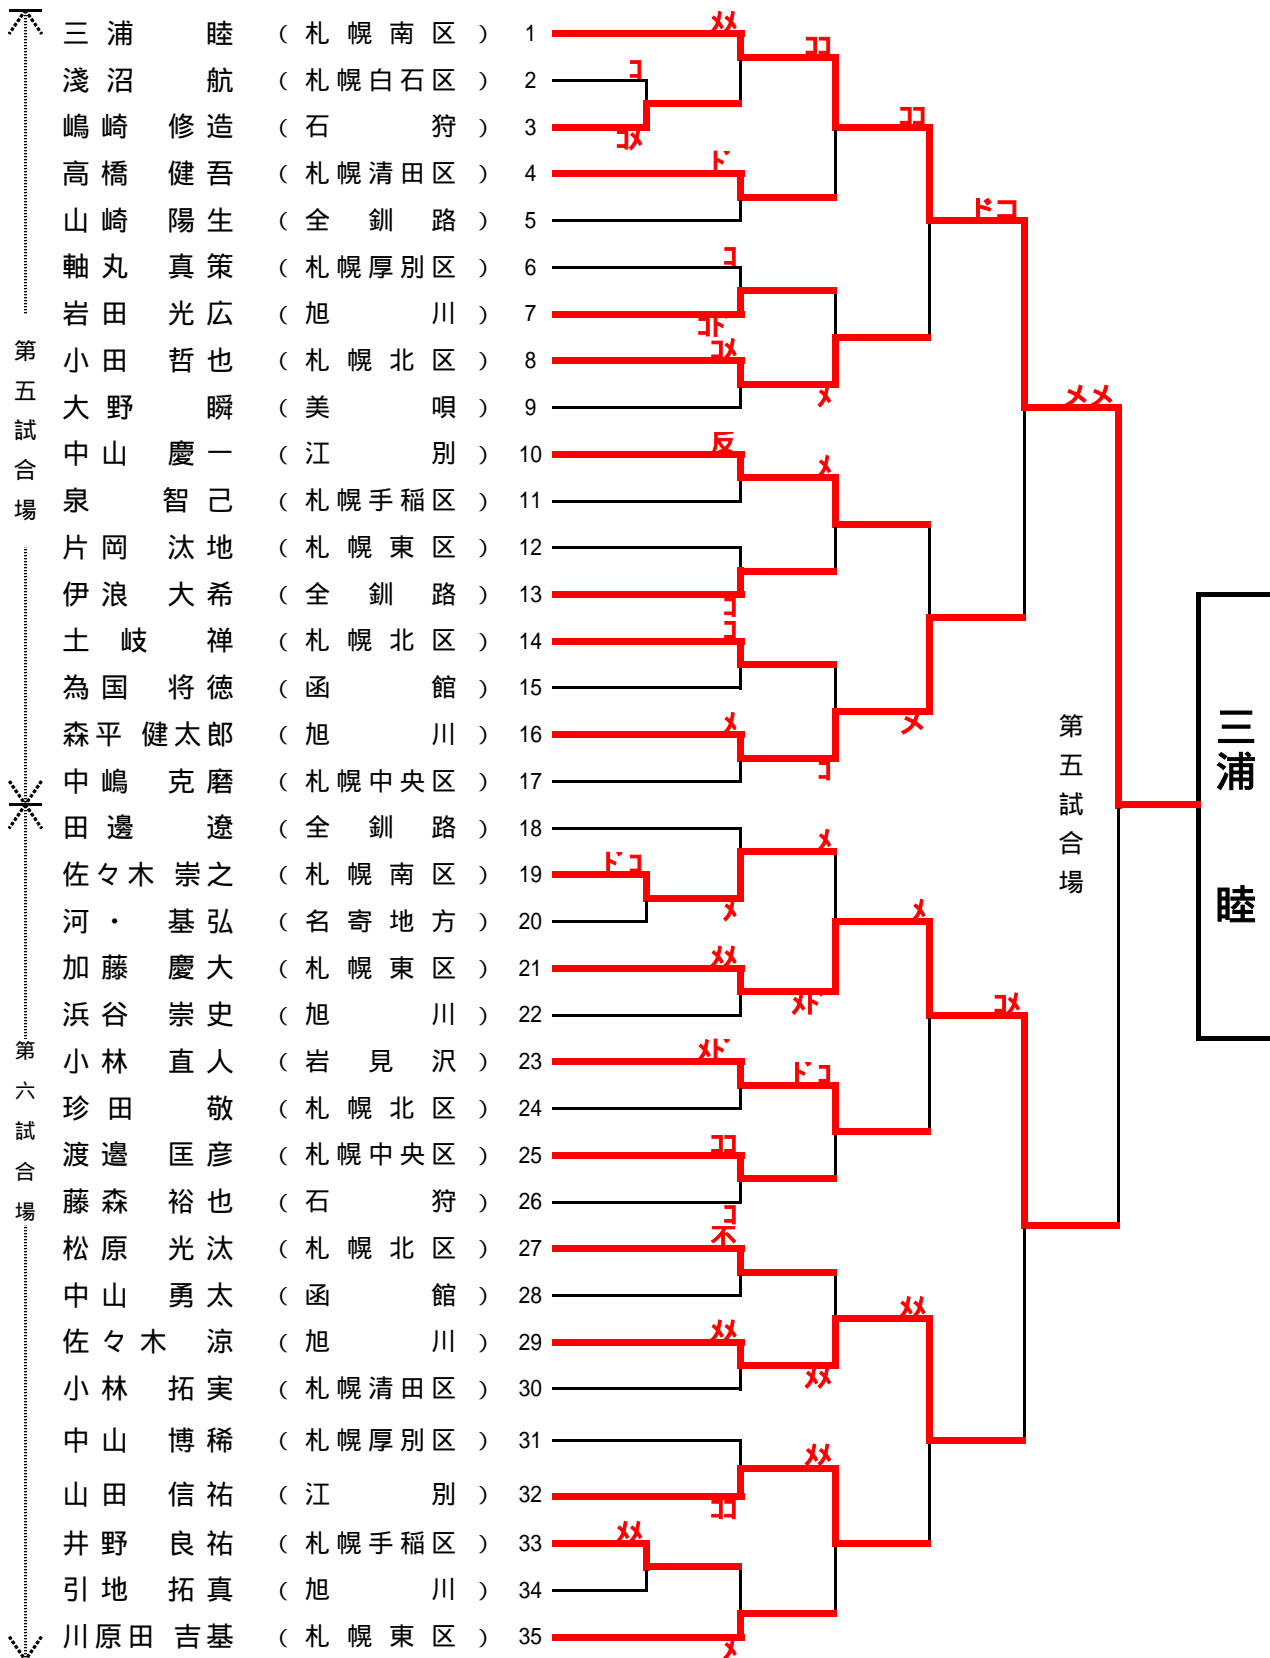 メメ
三浦 睦 (札幌南区) 1
ココ
コ
淺沼 航 (札幌白石区) 2
ココ
嶋崎 修造 (石狩) 3
コメ
ド
高橋 健吾 (札幌清田区) 4
ドコ
山崎 陽生 (全釧路) 5
コ
軸丸 真策 (札幌厚別区) 6
岩田 光広 (旭川) 7
コド
コメ
小田 哲也 (札幌北区) 8
メ
メメ
大野 瞬 (美唄) 9
反
中山 慶一 (江別) 10
メ
泉 智己 (札幌手稲区) 11
片岡 汰地 (札幌東区) 12
伊浪 大希 (全釧路) 13
コ
コ
土岐 禅 (札幌北区) 14
為国 将徳 (函館) 15
メ
メ
森平 健太郎 (旭川) 16
コ
中嶋 克磨 (札幌中央区) 17
第五試合場
第五試合場
三浦 睦
田邊 遼 (全釧路) 18
メ
ドコ
佐々木 崇之 (札幌南区) 19
メ
メ
河・ 基弘 (名寄地方) 20
メメ
加藤 慶大 (札幌東区) 21
メド
コメ
浜谷 崇史 (旭川) 22
メド
小林 直人 (岩見沢) 23
ドコ
珍田 敬 (札幌北区) 24
ココ
渡邉 匡彦 (札幌中央区) 25
藤森 裕也 (石狩) 26
コ
不
松原 光汰 (札幌北区) 27
中山 勇太 (函館) 28
メメ
メメ
佐々木 涼 (旭川) 29
メメ
小林 拓実 (札幌清田区) 30
中山 博稀 (札幌厚別区) 31
メメ
山田 信祐 (江別) 32
ココ
メメ
井野 良祐 (札幌手稲区) 33
引地 拓真 (旭川) 34
川原田 吉基 (札幌東区) 35
メ
第六試合場